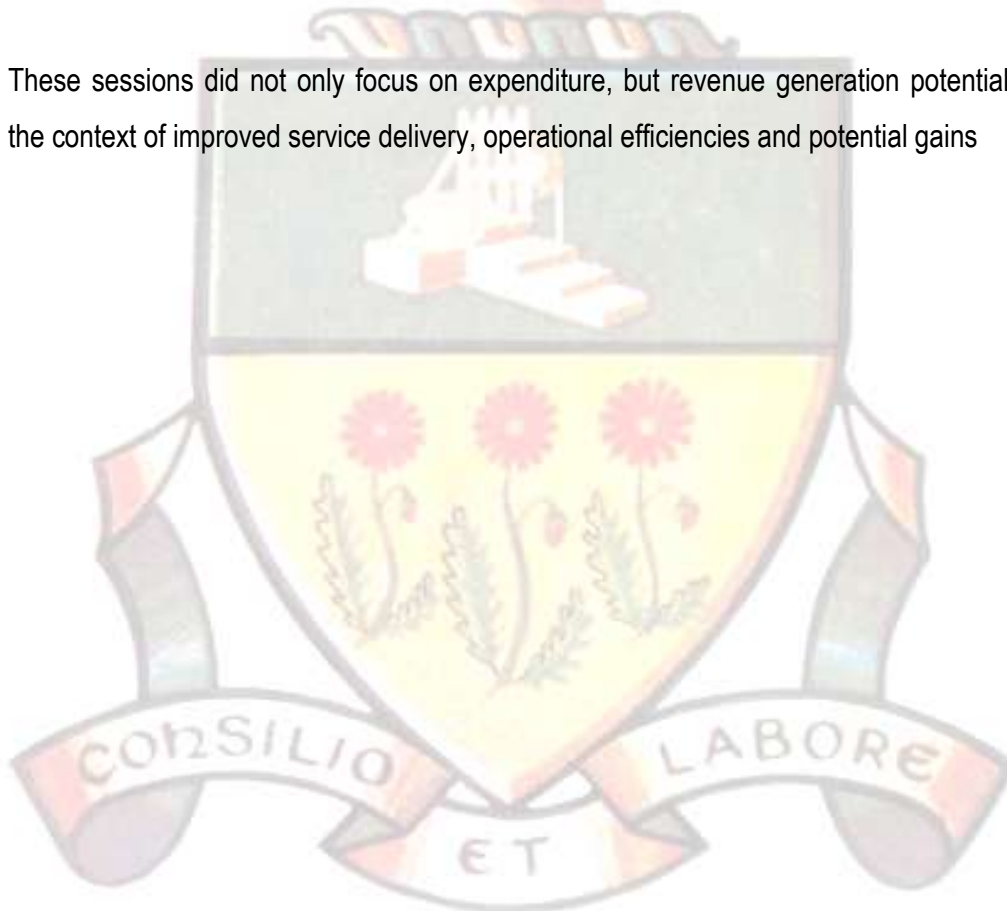 These sessions did not only focus on expenditure, but revenue generation potential
the context of improved service delivery, operational efficiencies and potential gains
CONSILIO
LABORE
ET